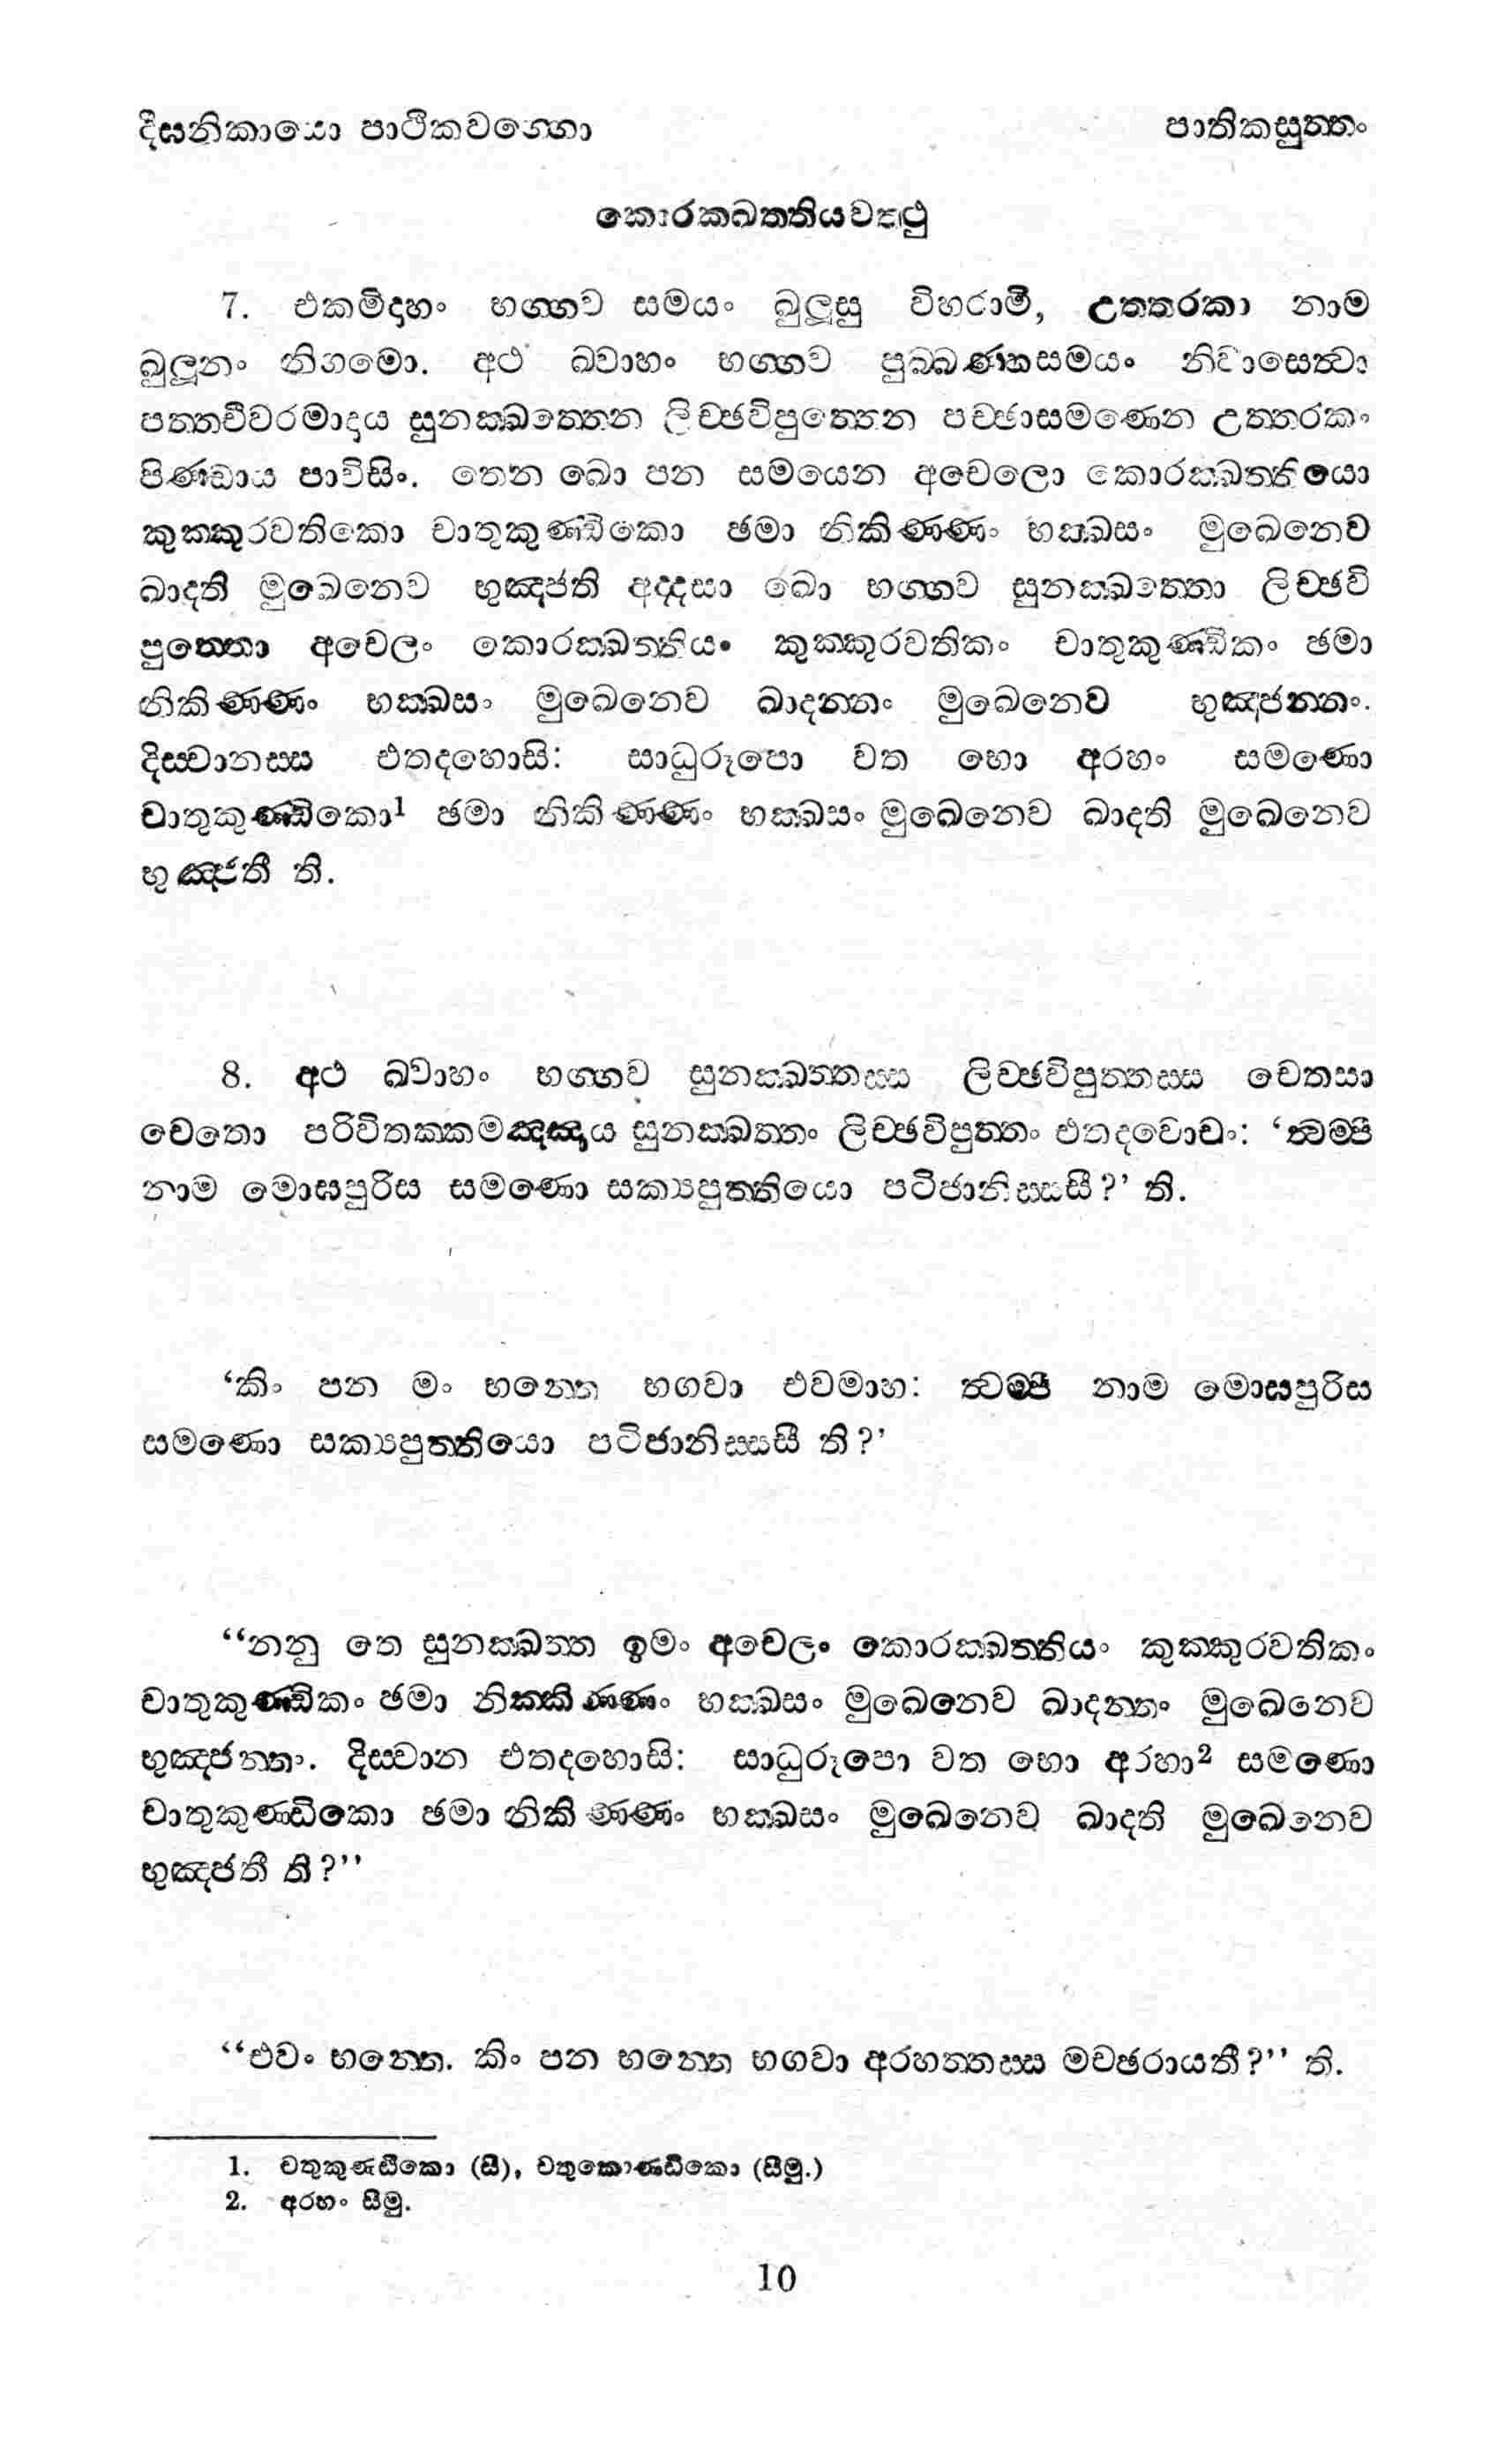 දීඝනිකායො පාථිකවග්ගො	පාතිකසුත්තං
කොරක්ඛත්තියවත්ථු
7. එකමිදාහං භග්ගව සමයං ඛුලූසු විහරාමි, උත්තරකා නාම
ඛුලූනං නිගමො. අථ ඛ්වාහං භග්ගව පුබ්බණ්හසමයං නිවාසෙත්වා
පත්තචීවරමාදාය සුනක්ඛත්තෙන ලිච්ඡවිපුත්තෙන පච්ඡාසමණෙන උත්තරකං
පිණ්ඩාය පාවිසිං. තෙන ඛො පන සමයෙන අචෙලො කොරක්ඛත්තියො
කුක්කුරවතිකො චාතුකුණ්ඩිකො ඡමා නිකිණ්ණං භක්ඛසං මුඛෙනෙව
ඛාදති මුඛෙනෙව භුඤ්ජති අද්දසා ඛො භග්ගව සුනක්ඛත්තො ලිච්ඡවි
පුත්තො අචෙලං කොරක්ඛත්තියං කුක්කුරවතිකං චාතුකුණ්ඩිකං ඡමා
නිකිණ්ණං භක්ඛසං මුඛෙනෙව ඛාදන්තං මුඛෙනෙව භුඤ්ජන්තං.
දිස්වානස්ස එතදහොසි: සාධුරූපො වත භො අරහං සමණො
චාතුකුණ්ඩිකො1 ඡමා නිකිණ්ණං භක්ඛසං මුඛෙනෙව ඛාදති මුඛෙනෙව
භුඤ්ජතී ති.
8. අථ ඛ්වාහං භග්ගව සුනක්ඛත්තස්ස ලිච්ඡවිපුත්තස්ස චෙතසා
චෙතො පරිවිතක්කමඤ්ඤාය සුනක්ඛත්තං ලිච්ඡවිපුත්තං එතදවොචං: ‘ත්වම්පි
නාම මොඝපුරිස සමණො සක්‍යපුත්තියො පටිජානිස්සසී?’ ති.
‘කිං පන මං භන්තෙ භගවා එවමාහ: ත්වම්පි නාම මොඝපුරිස
සමණො සක්‍යපුත්තියො පටිජානිස්සසී ති?’
‘‘නනු තෙ සුනක්ඛත්ත ඉමං අචෙලං කොරක්ඛත්තියං කුක්කුරවතිකං
චාතුකුණ්ඩිකං ඡමා නික්කිණ්ණං භක්ඛසං මුඛෙනෙව ඛාදන්තං මුඛෙනෙව
භුඤ්ජන්තං. දිස්වාන එතදහොසි: සාධුරූපො වත භො අරහා2 සමණො
චාතුකුණ්ඩිකො ඡමා නිකිණ්ණං භක්ඛසං මුඛෙනෙව ඛාදති මුඛෙනෙව
භුඤ්ජතී ති?’’
‘‘එවං භන්තෙ. කිං පන භන්තෙ භගවා අරහත්තස්ස මච්ඡරායතී?’’ ති.
1. චතුකුණ්ඩිකො (සී), චතුකොණ්ඩිකො (සීමු.)
2. අරහං සීමු.
10